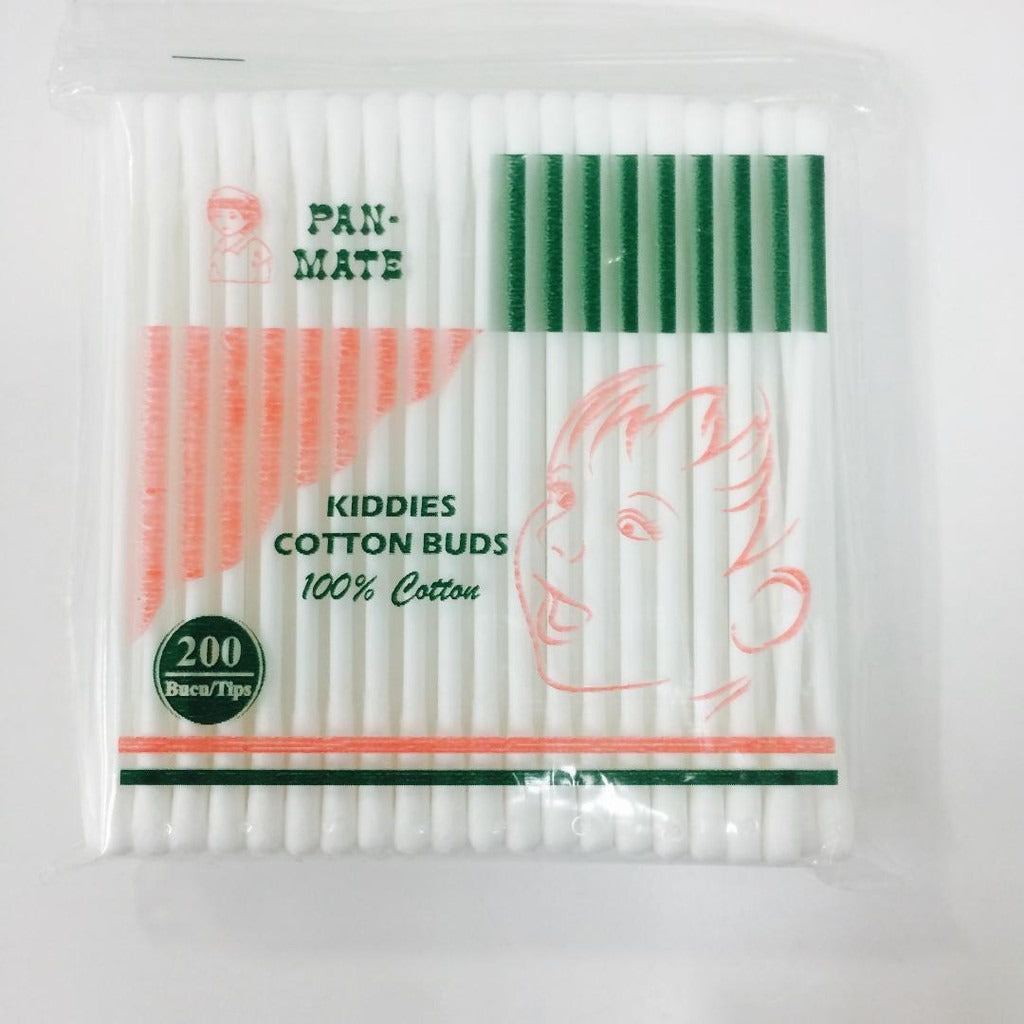 PAN-
MATE
KIDDIES
COTTON BUDS
100% Cotton
200
Bucu/Tips